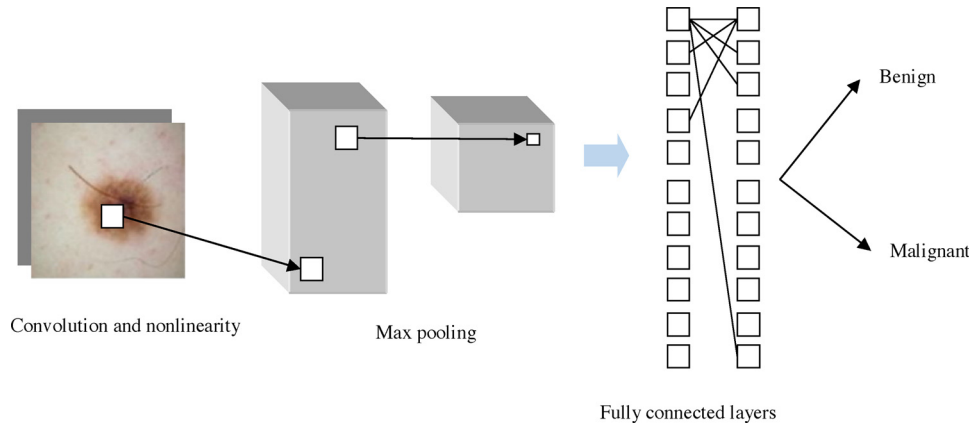 Benign
Malignant
Convolution and nonlinearity
Max pooling
Fully connected layers